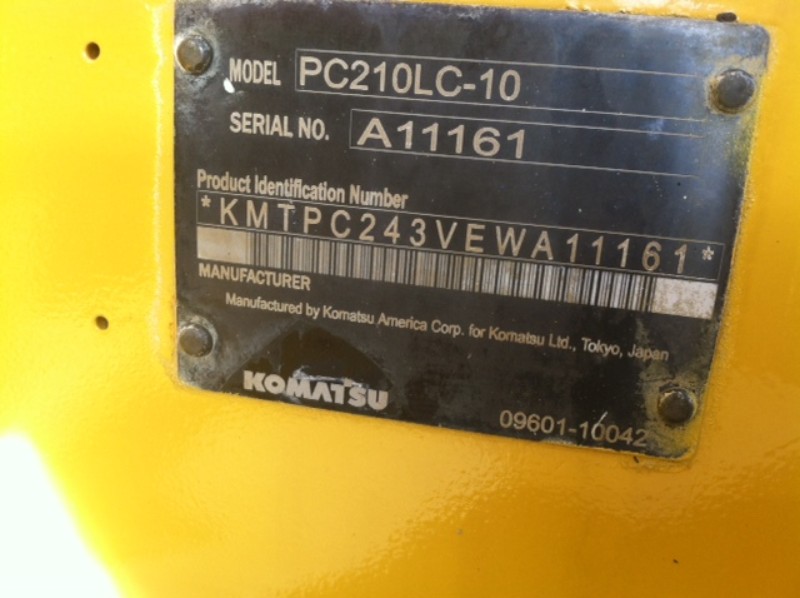 MODEL PC210LC-10
SERIAL NO. A11161
Product Identification Number
*KMTPC243VEWA11161*
MANUFACTURER
Manufactured by Komatsu America Corp. for Komatsu Ltd., Tokyo, Japan
KOMATSU
09601-10042